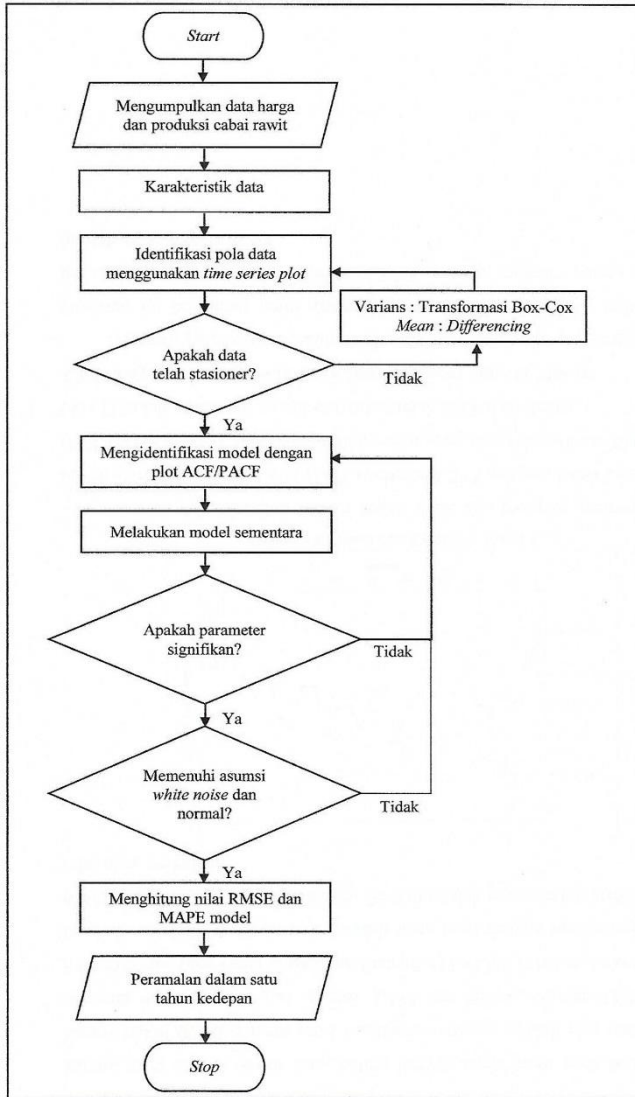 Start
Mengumpulkan data harga
dan produksi cabai rawit
Karakteristik data
Identifikasi pola data
menggunakan time series plot
Varians : Transformasi Box-Cox
Mean : Differencing
Apakah data
telah stasioner?
Tidak
Ya
Mengidentifikasi model dengan
plot ACF/PACF
Melakukan model sementara
Apakah parameter
signifikan?
Tidak
Ya
Memenuhi asumsi
white noise dan
normal?
Tidak
Ya
Menghitung nilai RMSE dan
MAPE model
Peramalan dalam satu
tahun kedepan
Stop